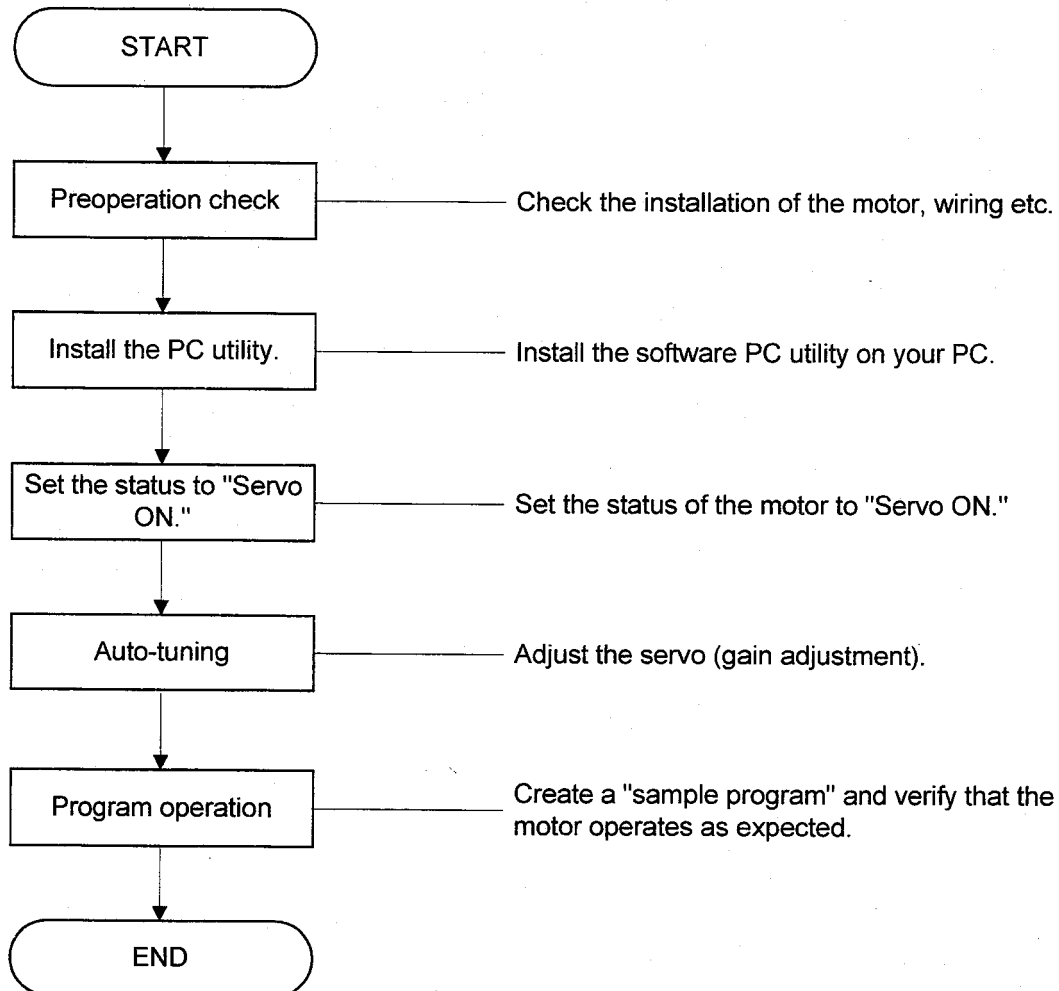 START
Preoperation check
Check the installation of the motor, wiring etc.
Install the PC utility.
Install the software PC utility on your PC.
Set the status to "Servo
ON."
Set the status of the motor to "Servo ON."
Auto-tuning
Adjust the servo (gain adjustment).
Program operation
Create a "sample program" and verify that the
motor operates as expected.
END